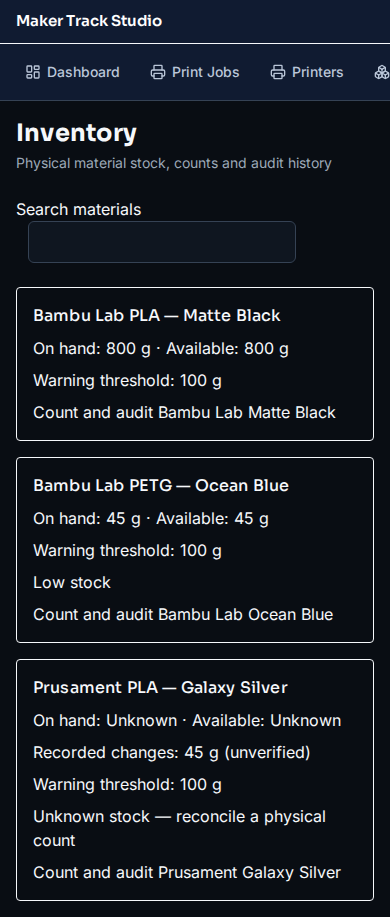 Maker Track Studio
Dashboard Print Jobs Printers
Inventory
Physical material stock, counts and audit history
Search materials
Bambu Lab PLA — Matte Black
On hand: 800 g · Available: 800 g
Warning threshold: 100 g
Count and audit Bambu Lab Matte Black
Bambu Lab PETG — Ocean Blue
On hand: 45 g · Available: 45 g
Warning threshold: 100 g
Low stock
Count and audit Bambu Lab Ocean Blue
Prusament PLA — Galaxy Silver
On hand: Unknown · Available: Unknown
Recorded changes: 45 g (unverified)
Warning threshold: 100 g
Unknown stock — reconcile a physical
count
Count and audit Prusament Galaxy Silver